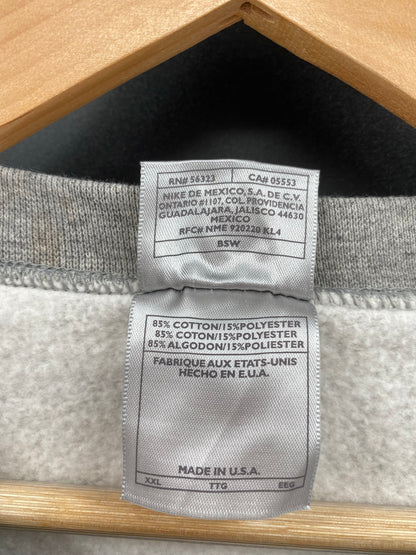 RN# 56323 CA# 05553
NIKE DE MEXICO, S.A. DE C.V.
ONTARIO #1107, COL. PROVIDENCIA
GUADALAJARA, JALISCO 44630
RFC# NME 920220 KL4
BSW
85% COTTON/15%POLYESTER
85% COTTON/15%POLYESTER
85% ALGODON/15%POLIESTER
FABRIQUE AUX ETATS-UNIS
HECHO EN E.U.A.
MADE IN U.S.A.
XXL TTG EEG